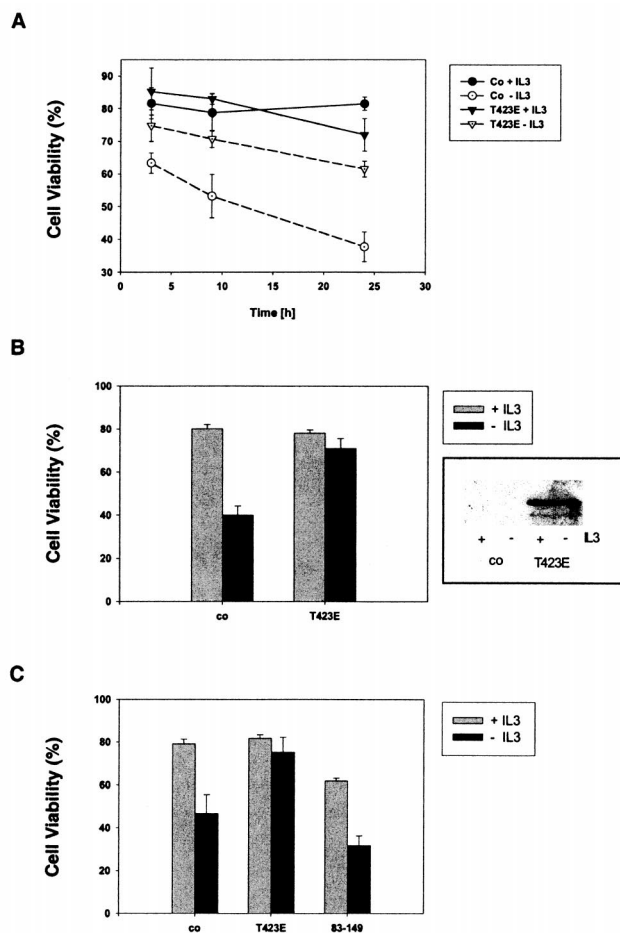 A
Cell Viability (%)
90
80
70
60
50
40
30
0 5 10 15 20 25 30
Time [h]
Co + IL3
Co - IL3
T423E + IL3
T423E - IL3
B
Cell Viability (%)
100
80
60
40
20
0
co T423E
+ IL3
- IL3
+ - + - IL3
co T423E
C
Cell Viability (%)
100
80
60
40
20
0
co T423E 83-149
+ IL3
- IL3